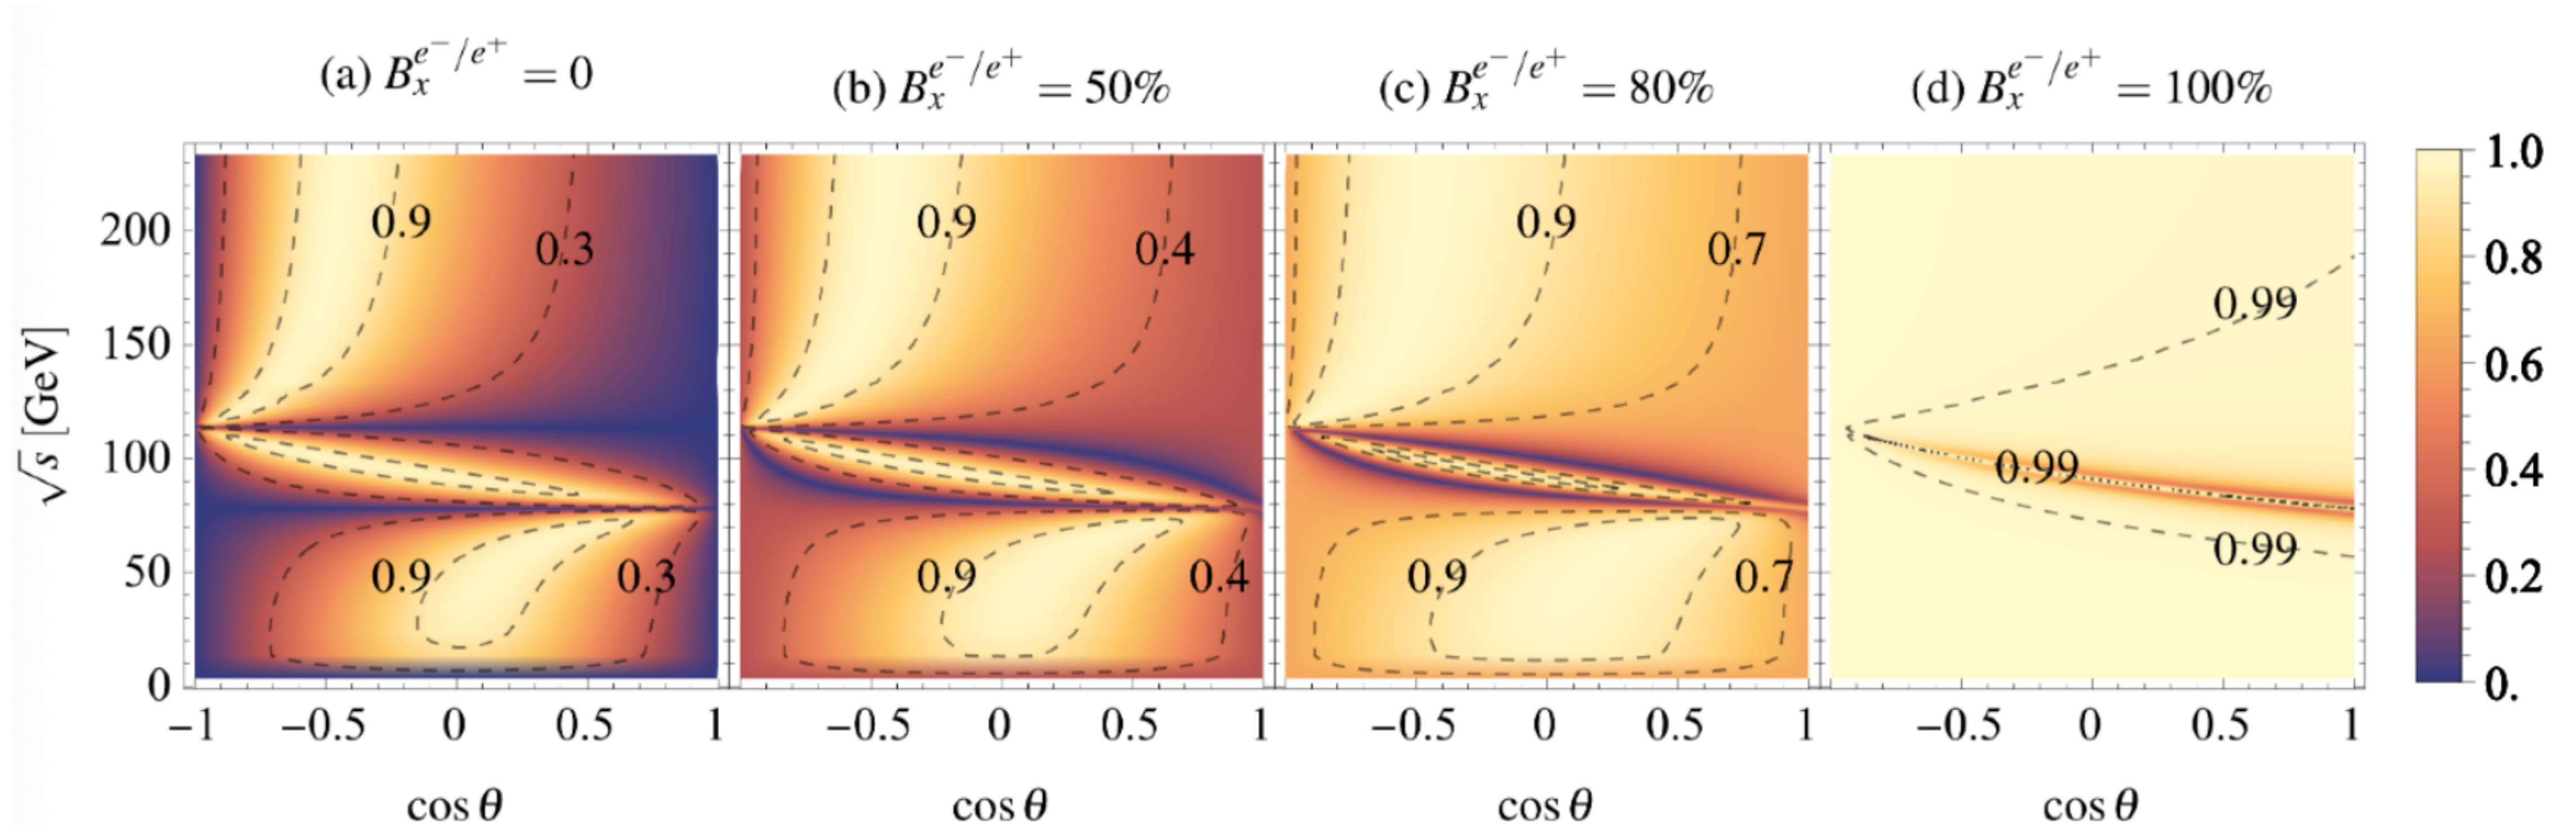 (a) B_x^{e^-/e^+} = 0
(b) B_x^{e^-/e^+} = 50%
(c) B_x^{e^-/e^+} = 80%
(d) B_x^{e^-/e^+} = 100%
√s [GeV]
200
150
100
50
0
0.9
0.3
0.9
0.3
0.9
0.4
0.9
0.4
0.9
0.7
0.9
0.7
0.99
0.99
0.99
1.0
0.8
0.6
0.4
0.2
0.
−1 −0.5 0 0.5 1
−0.5 0 0.5 1
−0.5 0 0.5 1
−0.5 0 0.5 1
cos θ
cos θ
cos θ
cos θ